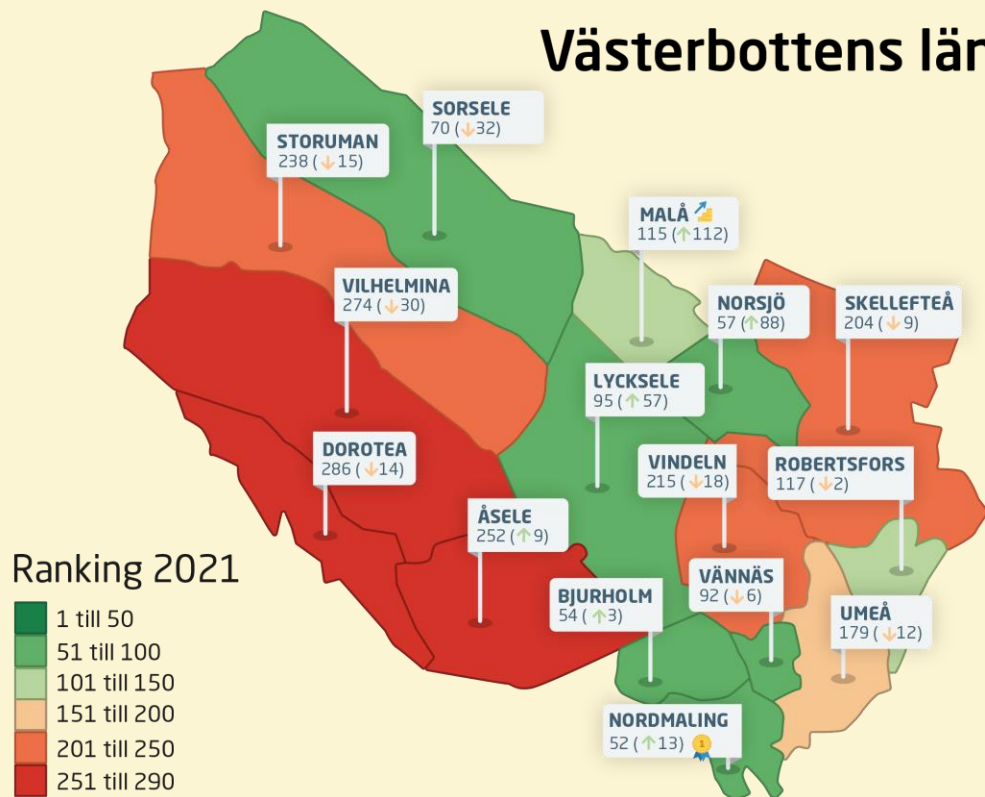 Västerbottens län
SORSELE
70 (↓32)
STORUMAN
238 (↓15)
MALÅ
115 (↑112)
VILHELMINA
274 (↓30)
NORSJÖ
57 (↑88)
SKELLEFTEÅ
204 (↓9)
LYCKSELE
95 (↑57)
DOROTEA
286 (↓14)
VINDELN
215 (↓18)
ROBERTSFORS
117 (↓2)
ÅSELE
252 (↑9)
BJURHOLM
54 (↑3)
VÄNNÄS
92 (↓6)
UMEÅ
179 (↓12)
NORDMALING
52 (↑13) 1
Ranking 2021
1 till 50
51 till 100
101 till 150
151 till 200
201 till 250
251 till 290